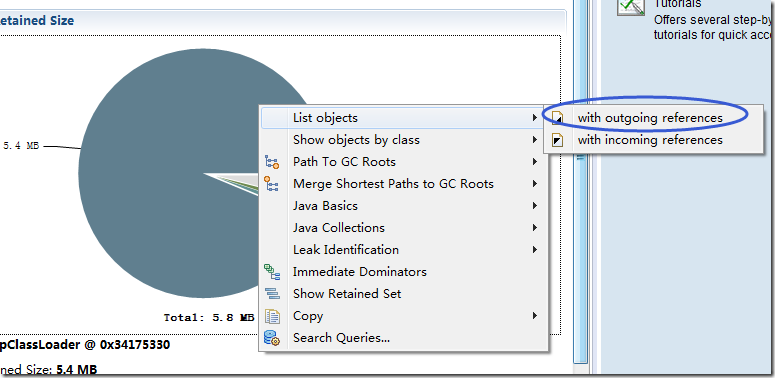 etained Size
5.4 MB
Total: 5.8 MB
pClassLoader @ 0x34175330
ned Size: 5.4 MB
List objects
Show objects by class
Path To GC Roots
Merge Shortest Paths to GC Roots
Java Basics
Java Collections
Leak Identification
Immediate Dominators
Show Retained Set
Copy
Search Queries...
with outgoing references
with incoming references
Tutorials
Offers several step-by
tutorials for quick acce